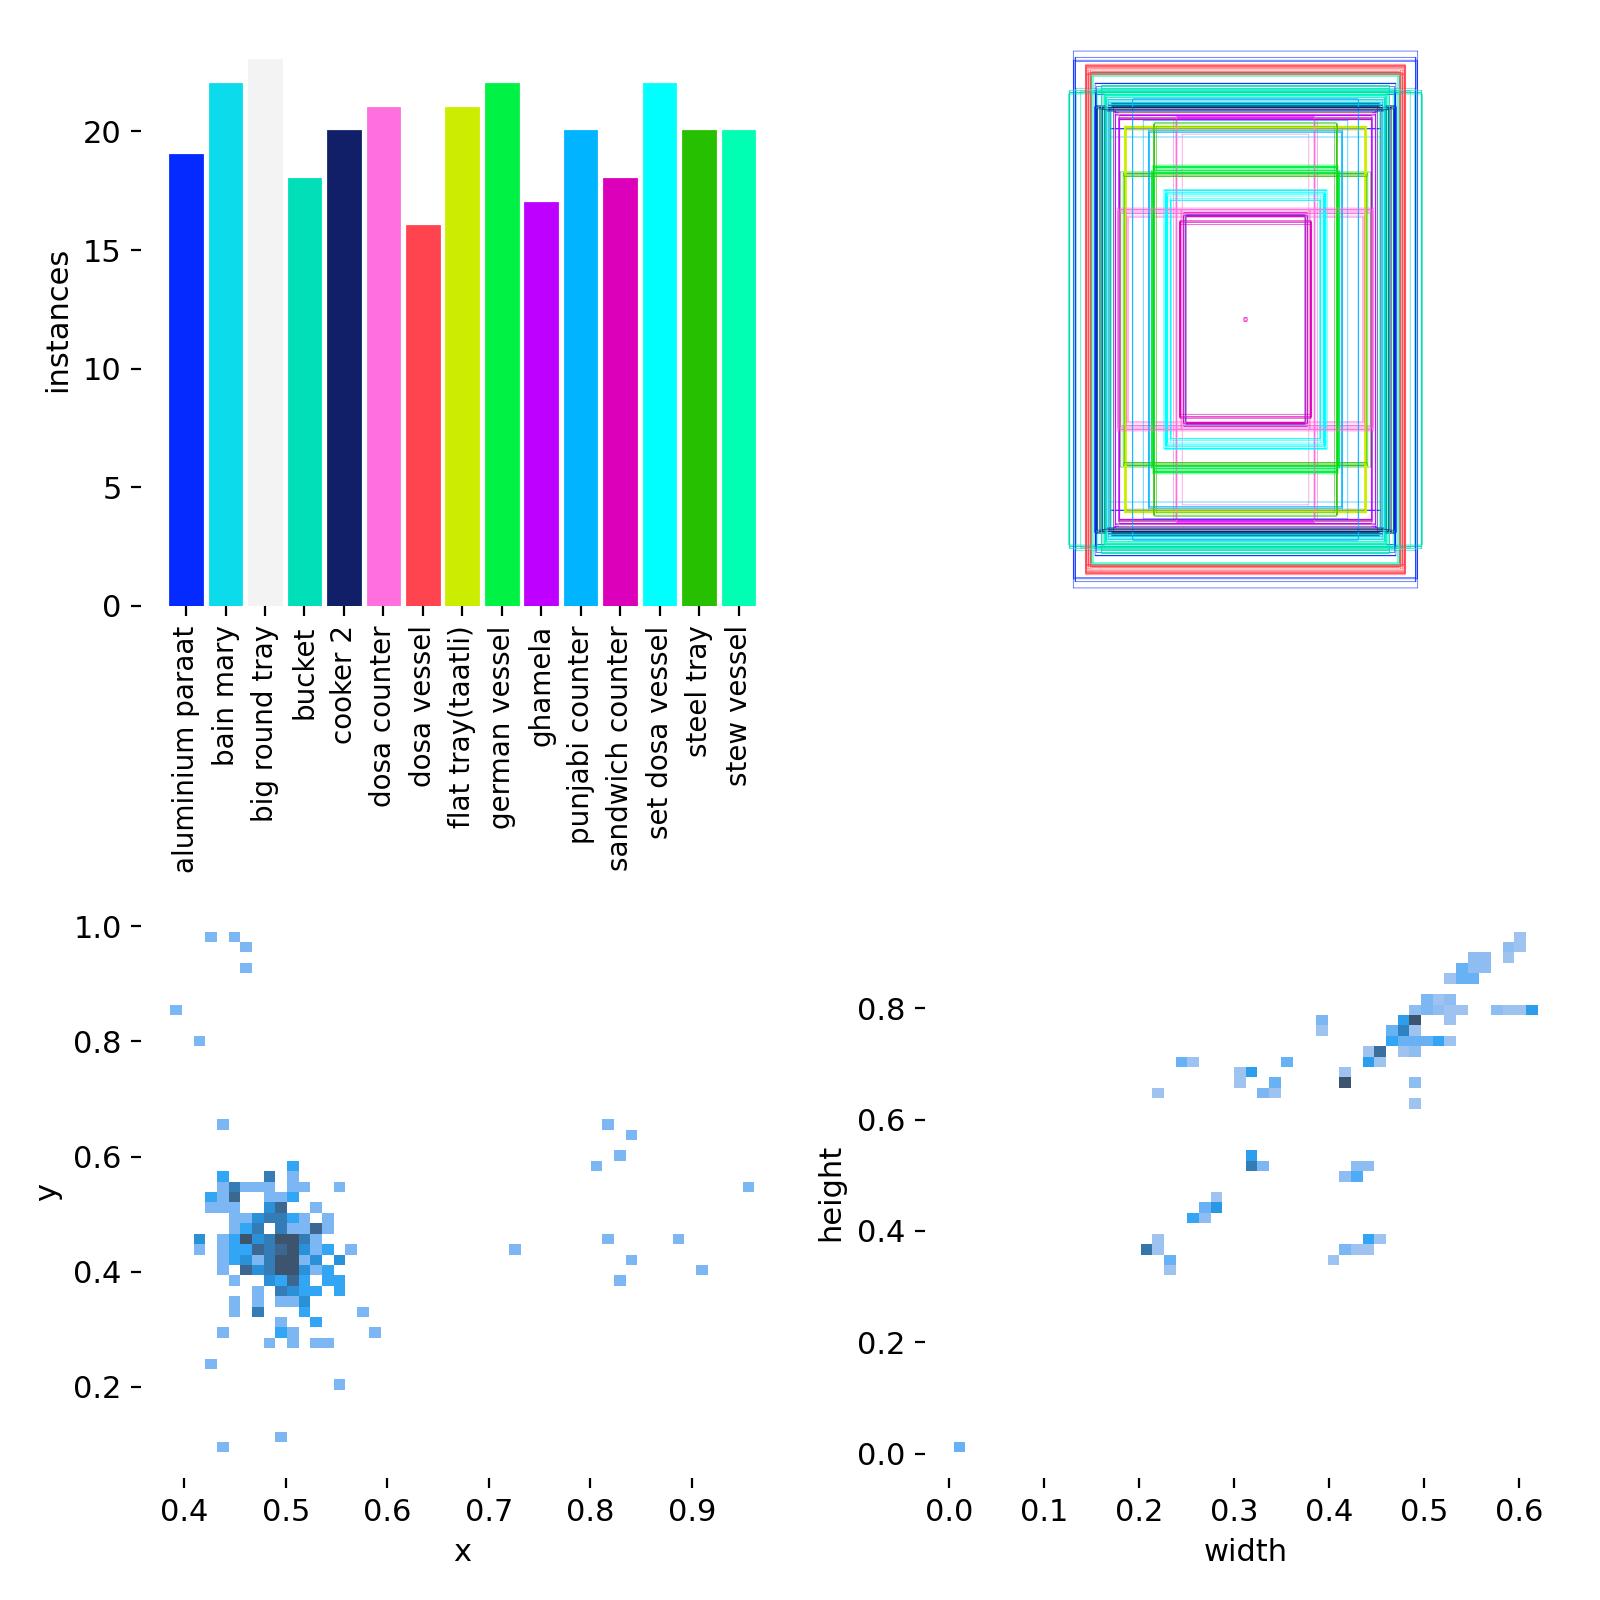 instances
20
15
10
5
0
aluminium paraat
bain mary
big round tray
bucket
cooker 2
dosa counter
dosa vessel
flat tray(taatli)
german vessel
ghamela
punjabi counter
sandwich counter
set dosa vessel
steel tray
stew vessel
y
1.0
0.8
0.6
0.4
0.2
0.4 0.5 0.6 0.7 0.8 0.9
x
height
0.8
0.6
0.4
0.2
0.0
0.0 0.1 0.2 0.3 0.4 0.5 0.6
width